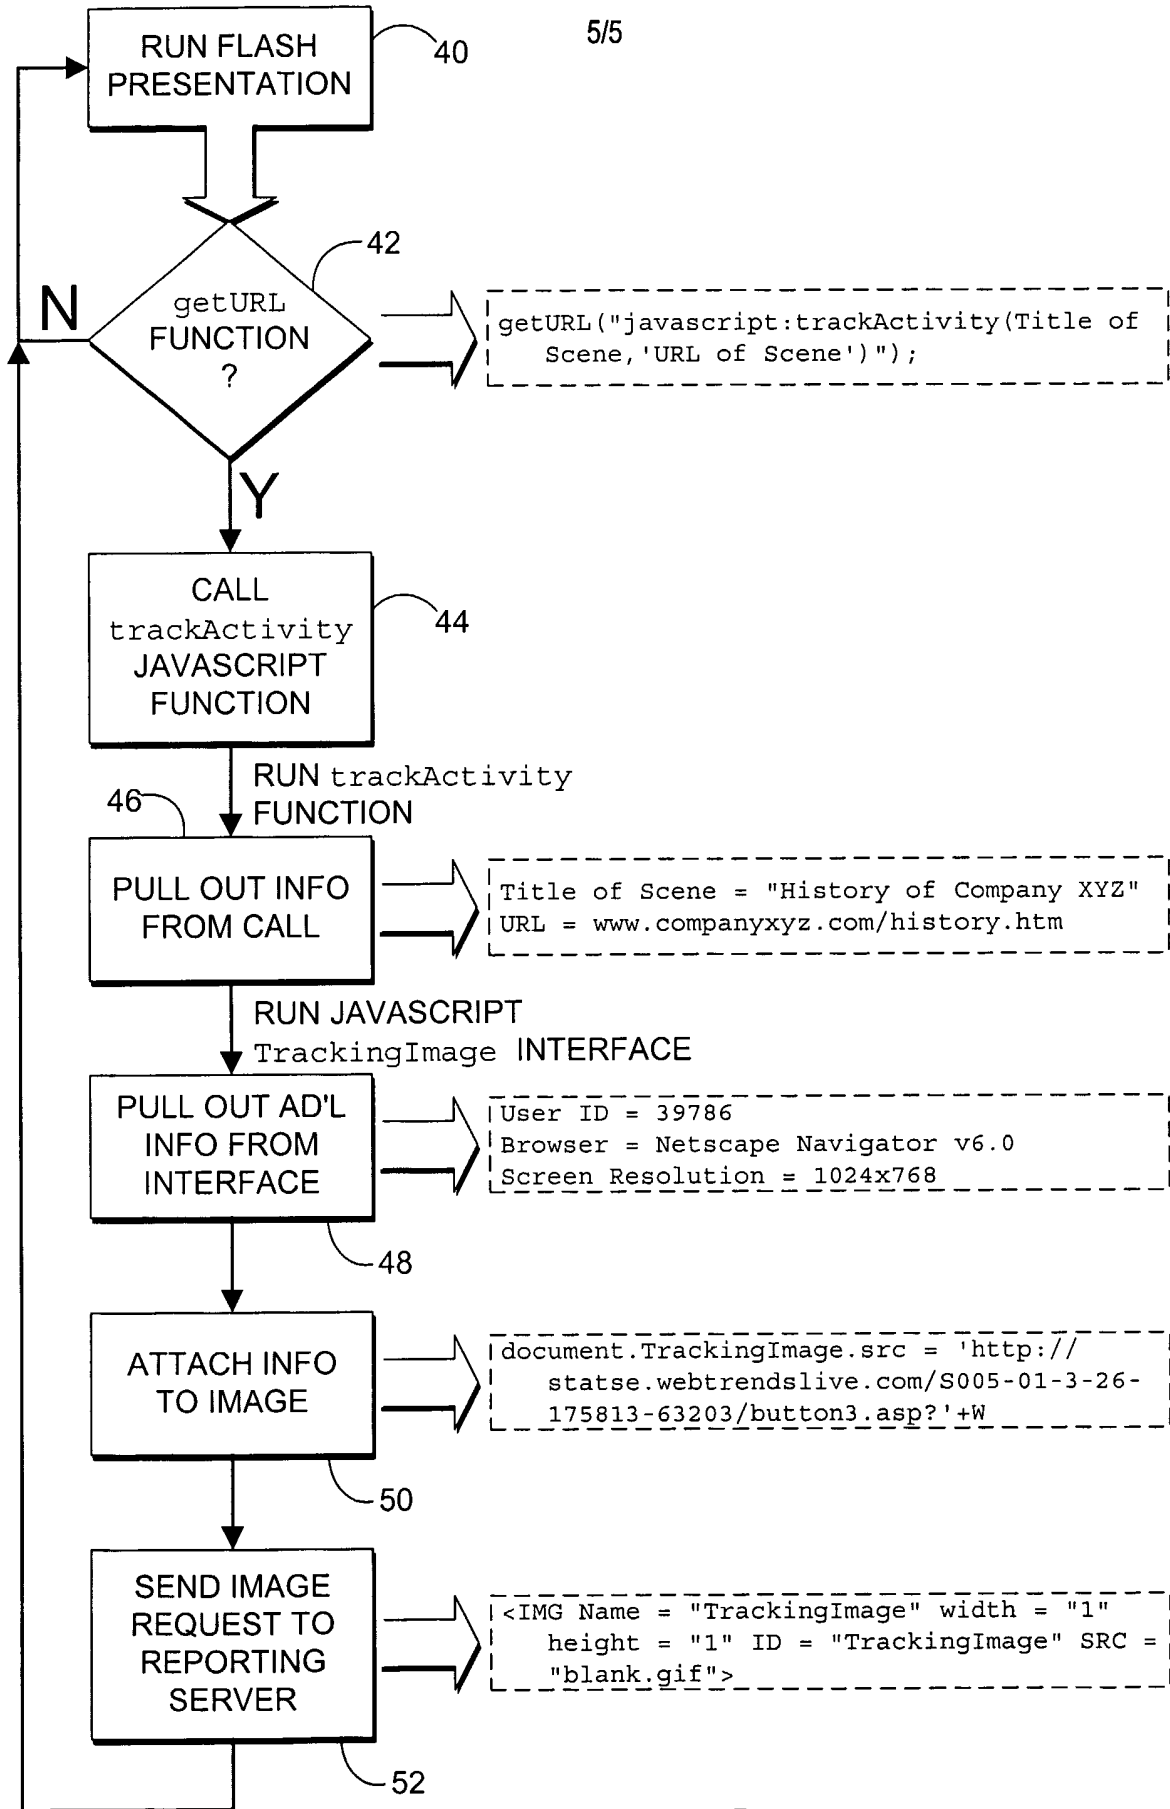 5/5
RUN FLASH
PRESENTATION
40
42
N
getURL
FUNCTION
?
getURL("javascript:trackActivity(Title of
Scene,'URL of Scene')");
Y
CALL
trackActivity
JAVASCRIPT
FUNCTION
44
RUN trackActivity
FUNCTION
46
PULL OUT INFO
FROM CALL
Title of Scene = "History of Company XYZ"
URL = www.companyxyz.com/history.htm
RUN JAVASCRIPT
TrackingImage INTERFACE
PULL OUT AD'L
INFO FROM
INTERFACE
User ID = 39786
Browser = Netscape Navigator v6.0
Screen Resolution = 1024x768
48
ATTACH INFO
TO IMAGE
document.TrackingImage.src = 'http://
statse.webtrendslive.com/S005-01-3-26-
175813-63203/button3.asp?'+W
50
SEND IMAGE
REQUEST TO
REPORTING
SERVER
<IMG Name = "TrackingImage" width = "1"
height = "1" ID = "TrackingImage" SRC =
"blank.gif">
52